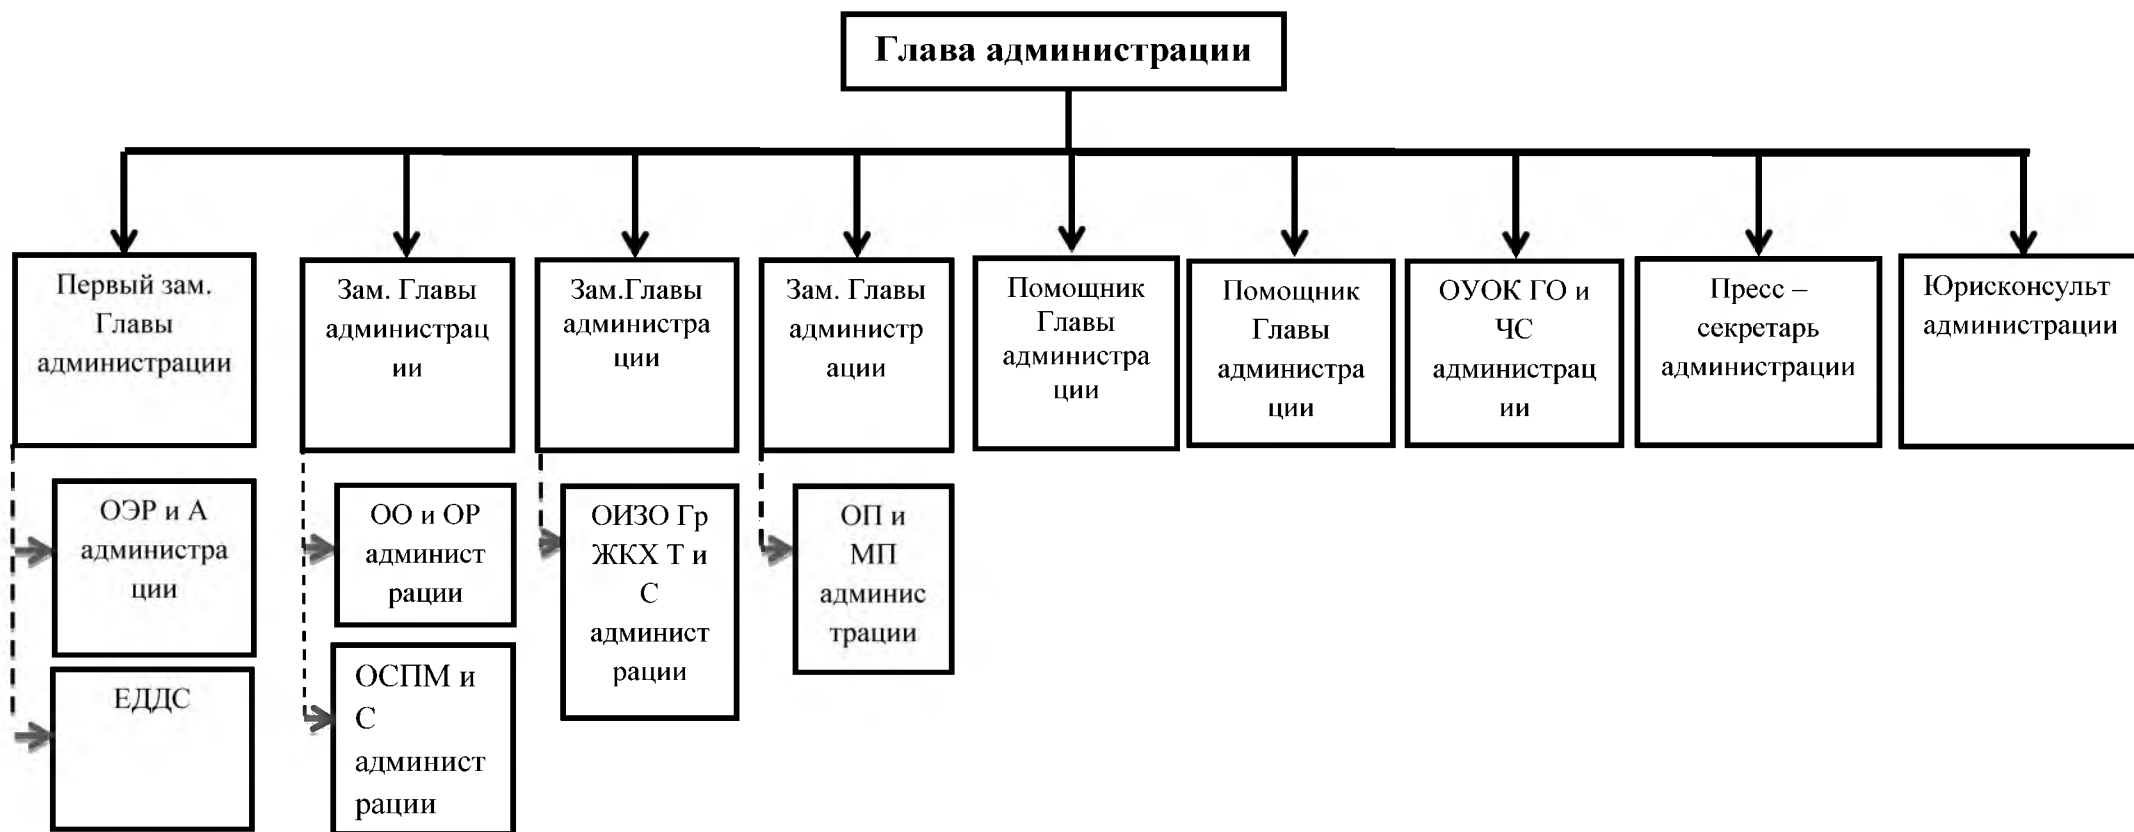 Глава администрации
Первый зам.
Главы
администрации
Зам. Главы
администрац
ии
Зам.Главы
администра
ции
Зам. Главы
администр
ации
Помощник
Главы
администра
ции
Помощник
Главы
администра
ции
ОУОК ГО и
ЧС
администрац
ии
Пресс –
секретарь
администрации
Юрисконсульт
администрации
ОЭР и А
администра
ции
ОО и ОР
админист
рации
ОИЗО Гр
ЖКХ Т и
С
админист
рации
ОП и
МП
админис
трации
ЕДДС
ОСПМ и
С
админист
рации